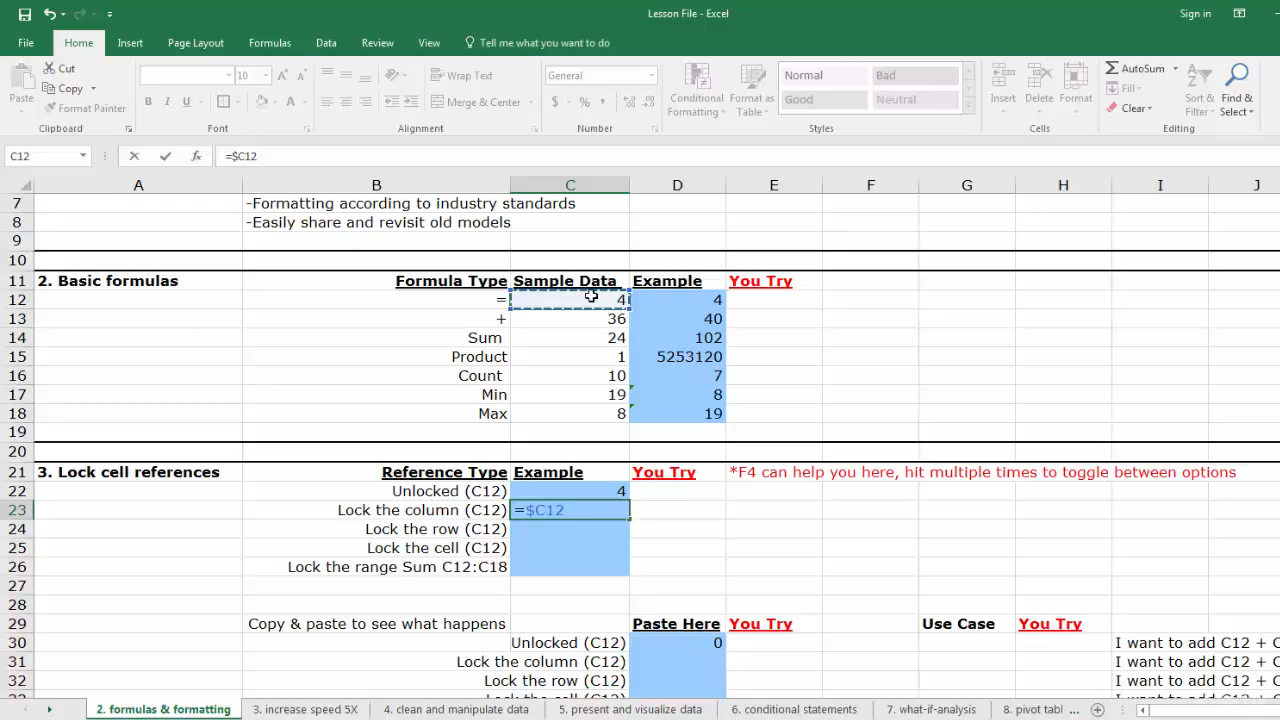 Lesson File - Excel
Sign in
File Home Insert Page Layout Formulas Data Review View Tell me what you want to do
Cut
Copy
Format Painter
Paste
Clipboard
10
B I U
Font
Wrap Text
Merge & Center
Alignment
General
$ % ,
Number
Conditional Formatting
Format as Table
Normal Bad
Good Neutral
Styles
Insert Delete Format
Cells
AutoSum
Fill
Clear
Sort & Filter
Find & Select
Editing
C12 fx =$C12
A B C D E F G H I J
7 -Formatting according to industry standards
8 -Easily share and revisit old models
9
10
11 2. Basic formulas Formula Type Sample Data Example You Try
12 = 4 4
13 + 36 40
14 Sum 24 102
15 Product 1 5253120
16 Count 10 7
17 Min 19 8
18 Max 8 19
19
20
21 3. Lock cell references Reference Type Example You Try *F4 can help you here, hit multiple times to toggle between options
22 Unlocked (C12) 4
23 Lock the column (C12) =$C12
24 Lock the row (C12)
25 Lock the cell (C12)
26 Lock the range Sum C12:C18
27
28
29 Copy & paste to see what happens Paste Here You Try Use Case You Try
30 Unlocked (C12) 0 I want to add C12 + C
31 Lock the column (C12) I want to add C12 + C
32 Lock the row (C12) I want to add C12 + C
2. formulas & formatting 3. increase speed 5X 4. clean and manipulate data 5. present and visualize data 6. conditional statements 7. what-if-analysis 8. pivot tabl ...